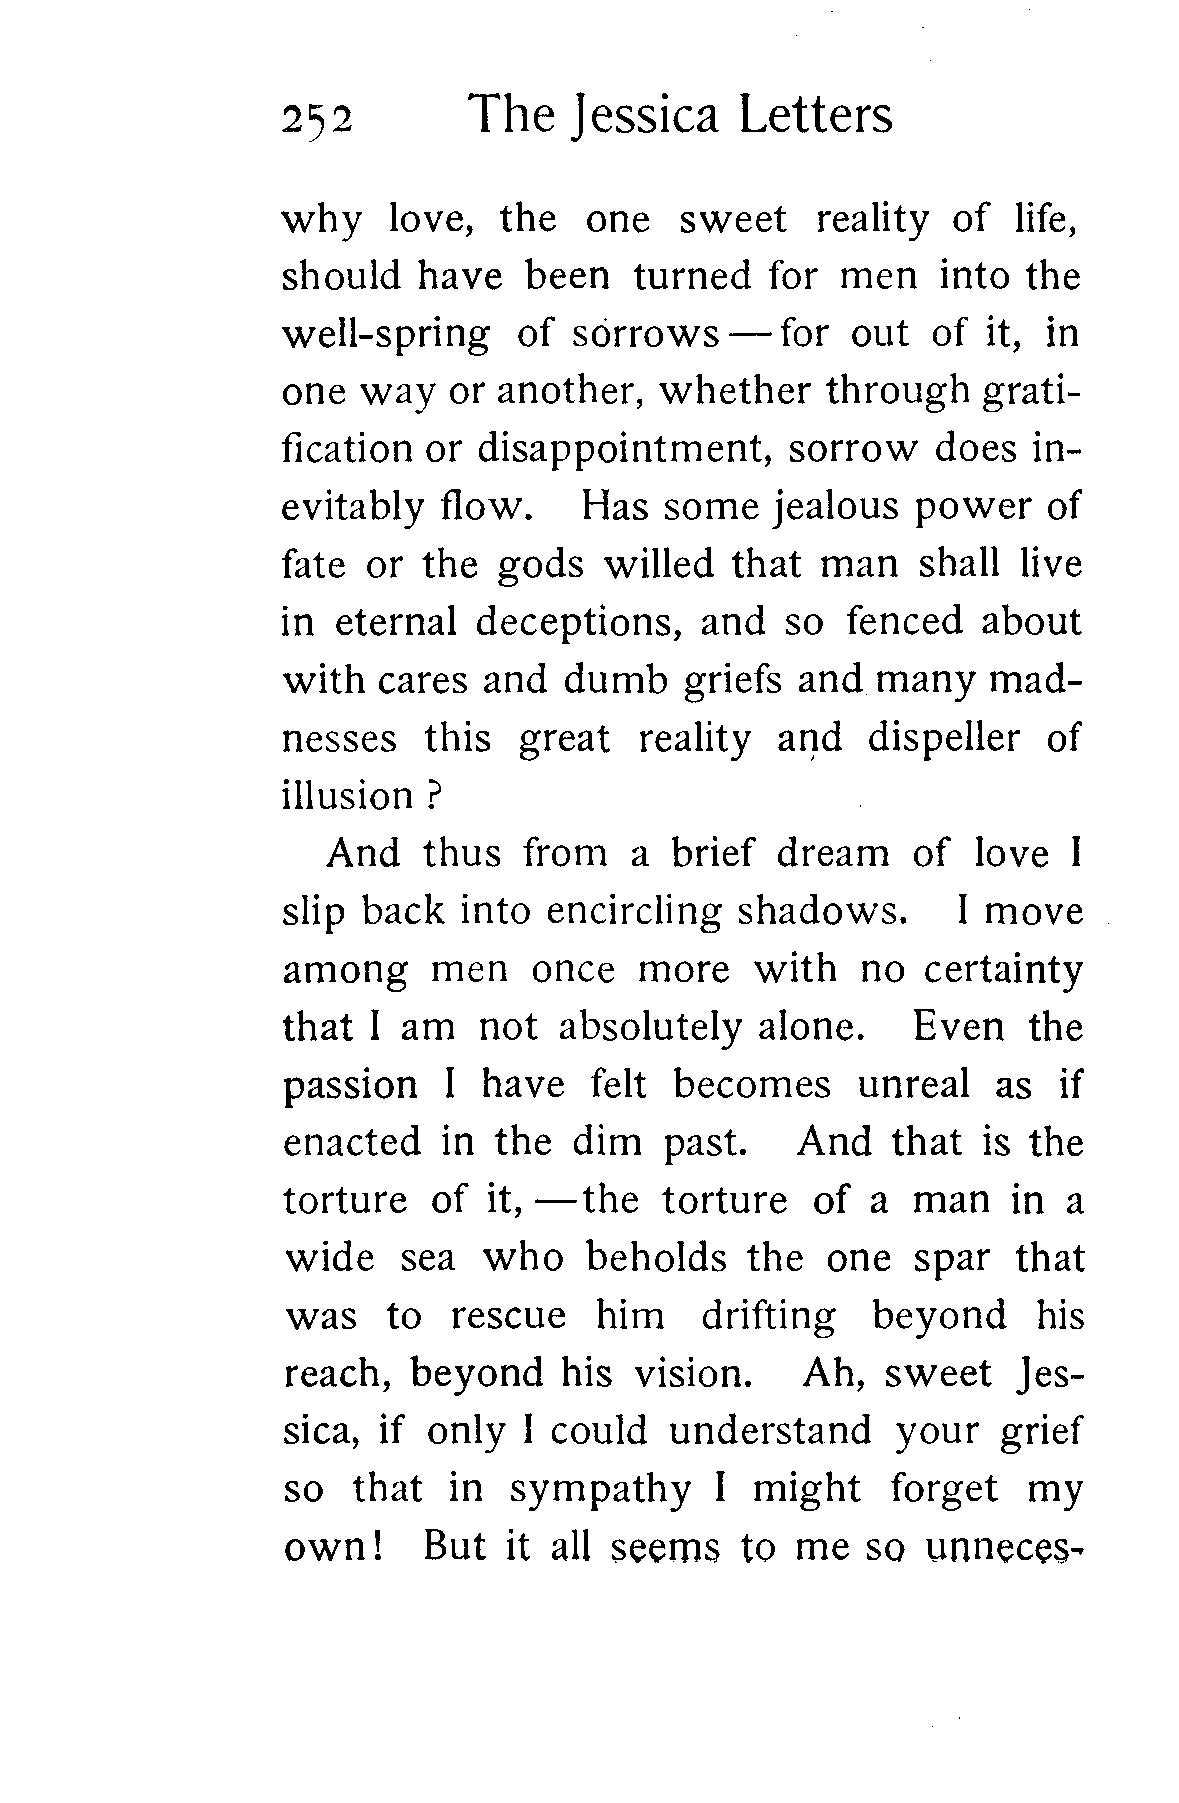 252 The Jessica Letters
why love, the one sweet reality of life,
should have been turned for men into the
well-spring of sorrows — for out of it, in
one way or another, whether through grati-
fication or disappointment, sorrow does in-
evitably flow. Has some jealous power of
fate or the gods willed that man shall live
in eternal deceptions, and so fenced about
with cares and dumb griefs and many mad-
nesses this great reality and dispeller of
illusion ?
And thus from a brief dream of love I
slip back into encircling shadows. I move
among men once more with no certainty
that I am not absolutely alone. Even the
passion I have felt becomes unreal as if
enacted in the dim past. And that is the
torture of it, —the torture of a man in a
wide sea who beholds the one spar that
was to rescue him drifting beyond his
reach, beyond his vision. Ah, sweet Jes-
sica, if only I could understand your grief
so that in sympathy I might forget my
own! But it all seems to me so unneces-